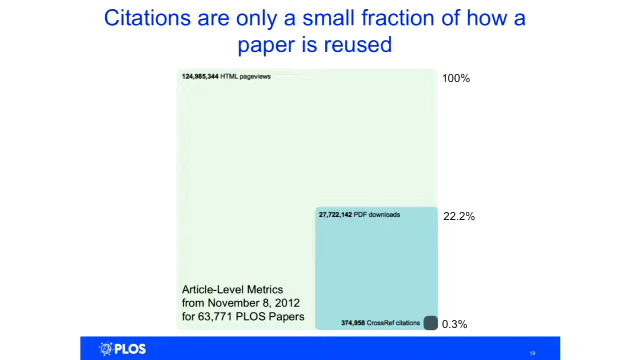 Citations are only a small fraction of how a
paper is reused
124,985,344 HTML pageviews
100%
27,722,142 PDF downloads
22.2%
Article-Level Metrics
from November 8, 2012
for 63,771 PLOS Papers
374,958 CrossRef citations
0.3%
PLOS